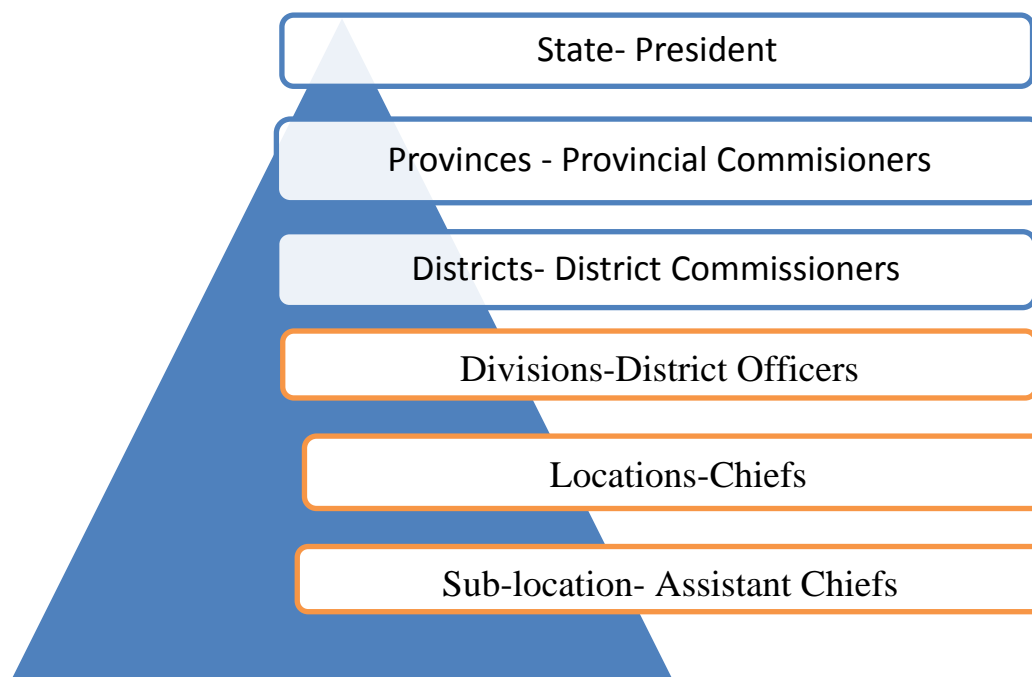 State- President
Provinces - Provincial Commisioners
Districts- District Commissioners
Divisions-District Officers
Locations-Chiefs
Sub-location- Assistant Chiefs